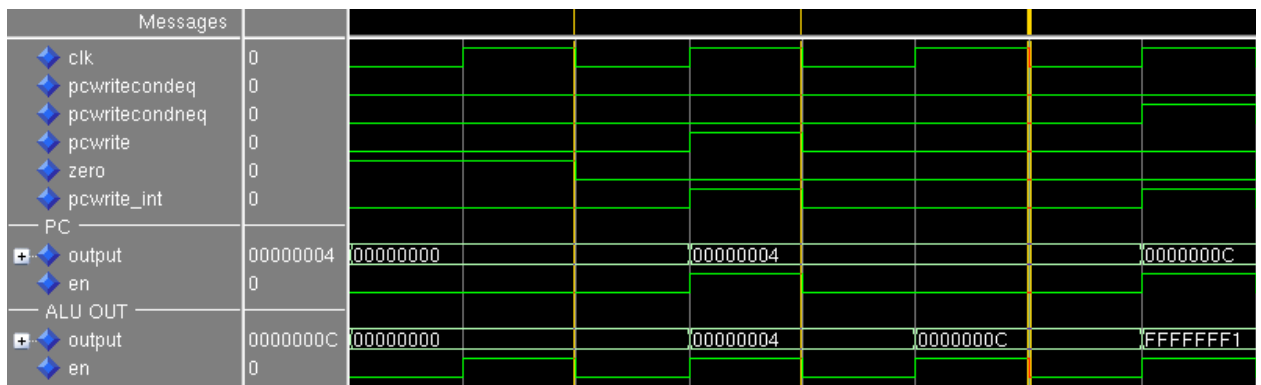 Messages
clk 0
pcwritecondeq 0
pcwritecondneq 0
pcwrite 0
zero 0
pcwrite_int 0
PC
output 00000004 00000000 00000004 0000000C
en 0
ALU OUT
output 0000000C 00000000 00000004 0000000C FFFFFFF1
en 0